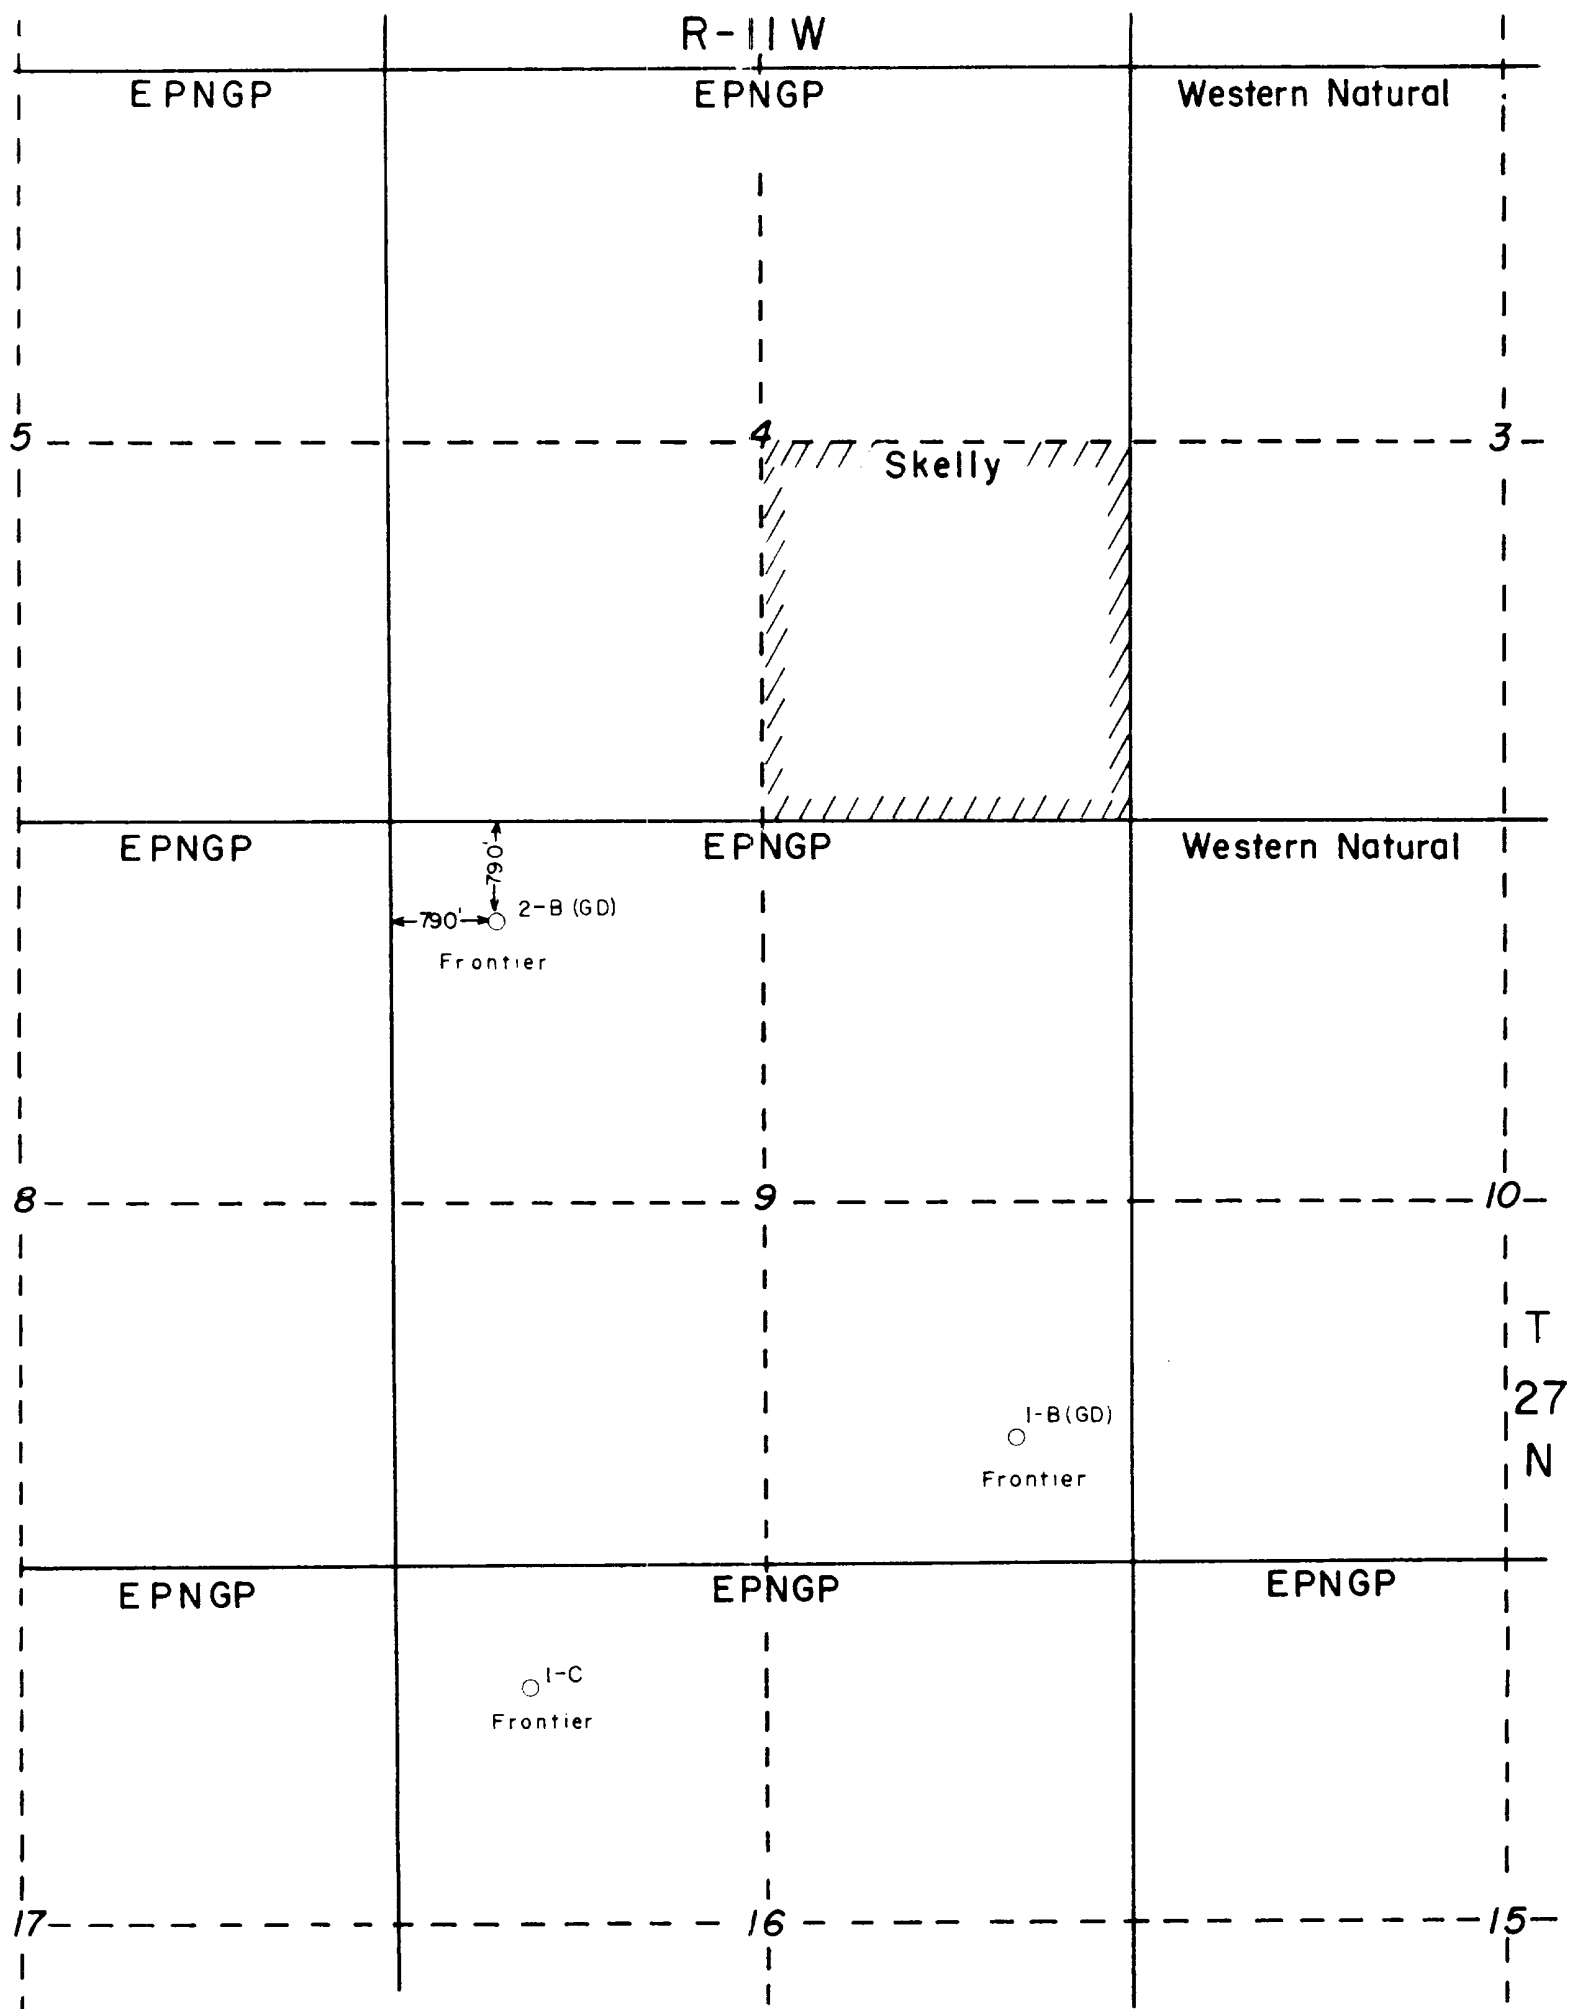 R-11W
EPNGP EPNGP Western Natural
5 4 3
Skelly
EPNGP EPNGP Western Natural
790'
790' 2-B (GD)
Frontier
8 9 10
T
27
N
1-B (GD)
Frontier
EPNGP EPNGP EPNGP
1-C
Frontier
17 16 15